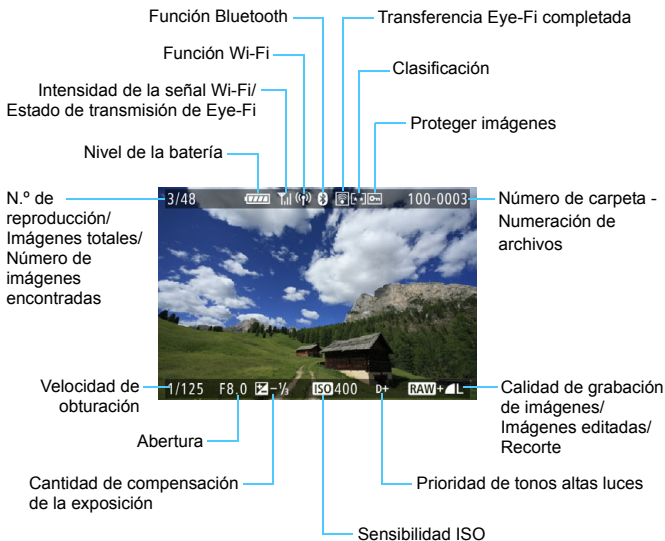 Función Bluetooth
Transferencia Eye-Fi completada
Función Wi-Fi
Clasificación
Intensidad de la señal Wi-Fi/
Estado de transmisión de Eye-Fi
Proteger imágenes
Nivel de la batería
N.º de
reproducción/
Imágenes totales/
Número de
imágenes
encontradas
3/48
100-0003
Número de carpeta -
Numeración de
archivos
Velocidad de
obturación
1/125 F8.0 -⅓ ISO 400 D+ RAW+L
Calidad de grabación
de imágenes/
Imágenes editadas/
Recorte
Abertura
Cantidad de compensación
de la exposición
Prioridad de tonos altas luces
Sensibilidad ISO